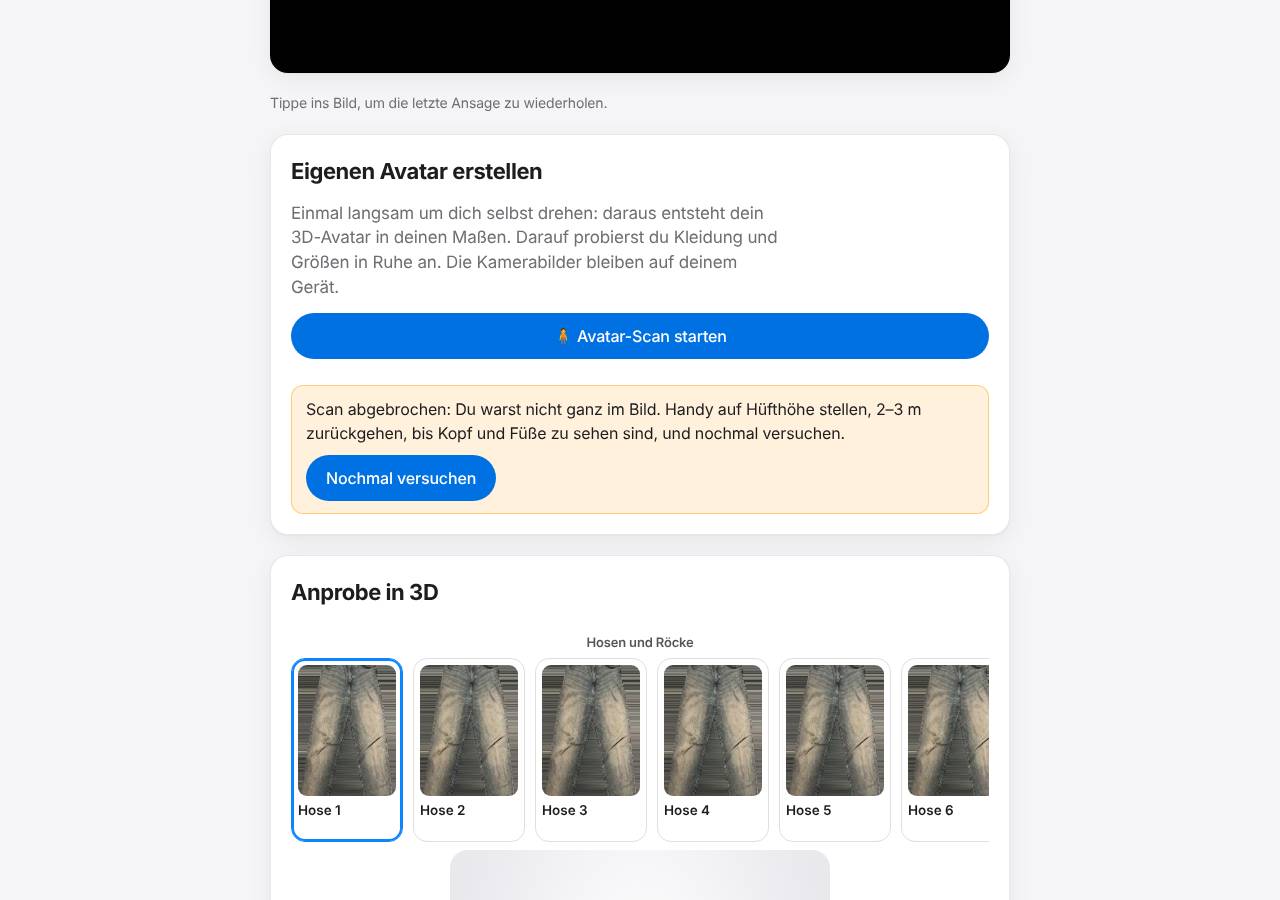 Tippe ins Bild, um die letzte Ansage zu wiederholen.
Eigenen Avatar erstellen
Einmal langsam um dich selbst drehen: daraus entsteht dein
3D-Avatar in deinen Maßen. Darauf probierst du Kleidung und
Größen in Ruhe an. Die Kamerabilder bleiben auf deinem
Gerät.
🧍 Avatar-Scan starten
Scan abgebrochen: Du warst nicht ganz im Bild. Handy auf Hüfthöhe stellen, 2–3 m
zurückgehen, bis Kopf und Füße zu sehen sind, und nochmal versuchen.
Nochmal versuchen
Anprobe in 3D
Hosen und Röcke
Hose 1
Hose 2
Hose 3
Hose 4
Hose 5
Hose 6